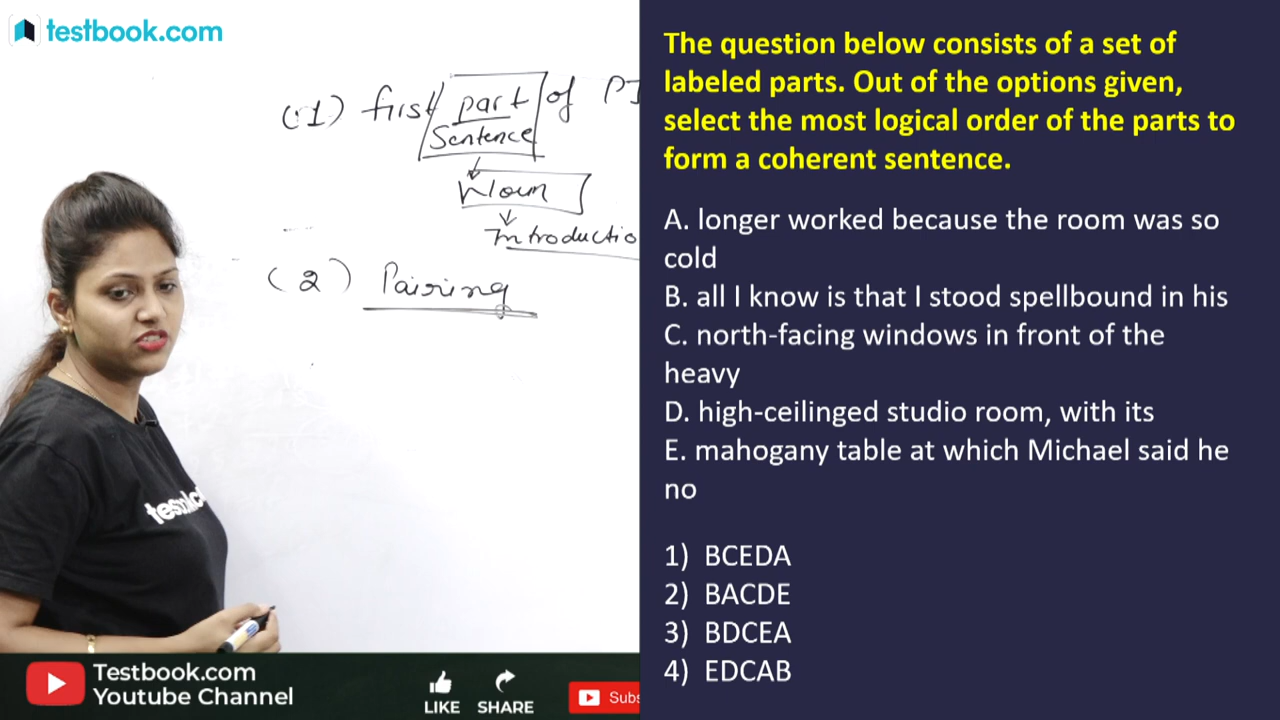 testbook.com
(1) first part of
Sentence
Noun
Introductio
(2) Pairing
testbook.com
Testbook.com
Youtube Channel
LIKE
SHARE
Subs
The question below consists of a set of
labeled parts. Out of the options given,
select the most logical order of the parts to
form a coherent sentence.
A. longer worked because the room was so
cold
B. all I know is that I stood spellbound in his
C. north-facing windows in front of the
heavy
D. high-ceilinged studio room, with its
E. mahogany table at which Michael said he
no
1) BCEDA
2) BACDE
3) BDCEA
4) EDCAB